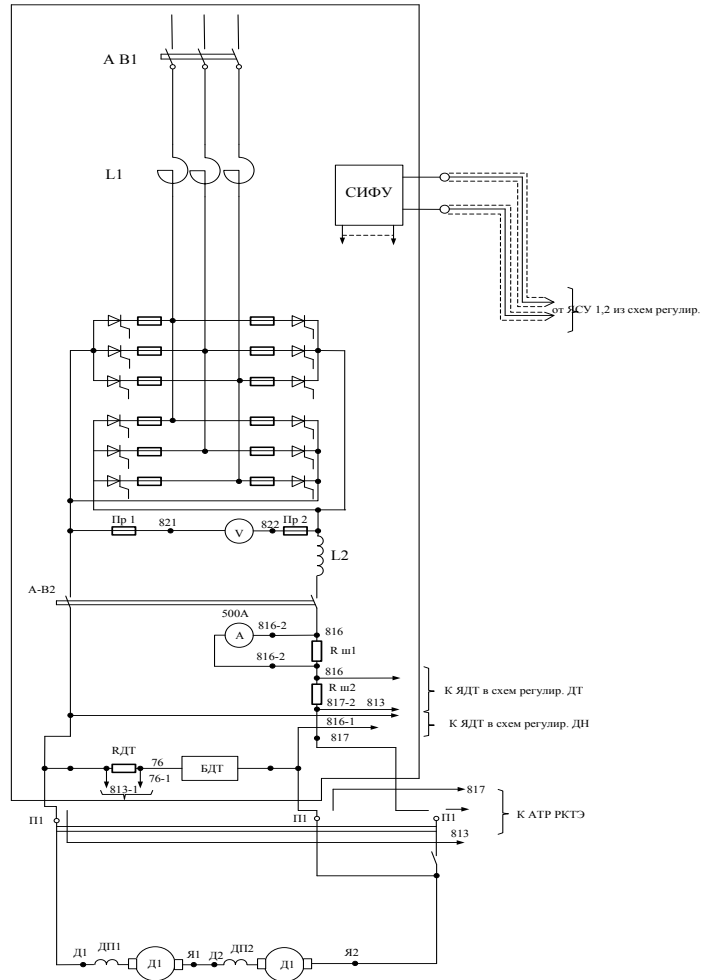 А В1
L1
СИФУ
от ЯСУ 1,2 из схем регулир.
Пр 1
821
V
822
Пр 2
L2
А-В2
500А
816-2
А
816
816-2
R ш1
816
R ш2
817-2
813
К ЯДТ в схем регулир. ДТ
816-1
К ЯДТ в схем регулир. ДН
817
RДТ
76
БДТ
76-1
813-1
817
П1
П1
П1
К АТР РКТЭ
813
Д1
ДП1
Д1
Я1
Д2
ДП2
Д1
Я2